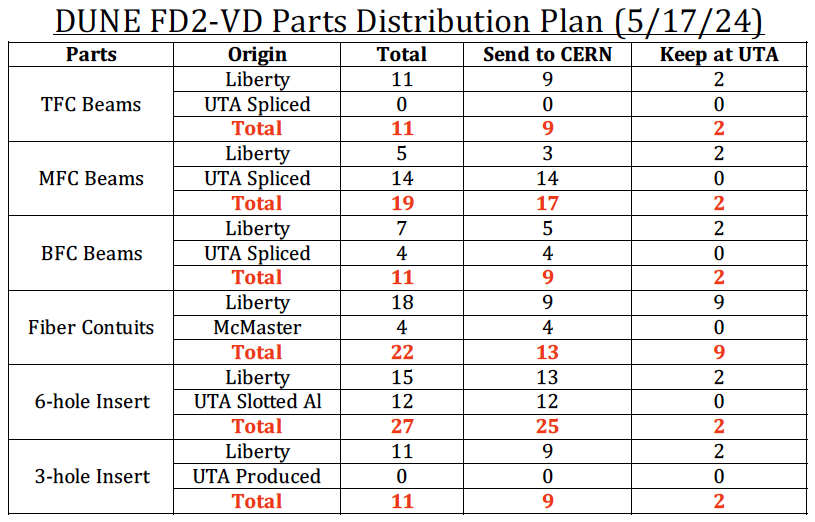 DUNE FD2-VD Parts Distribution Plan (5/17/24)
Parts Origin Total Send to CERN Keep at UTA
TFC Beams
Liberty 11 9 2
UTA Spliced 0 0 0
Total 11 9 2
MFC Beams
Liberty 5 3 2
UTA Spliced 14 14 0
Total 19 17 2
BFC Beams
Liberty 7 5 2
UTA Spliced 4 4 0
Total 11 9 2
Fiber Contuits
Liberty 18 9 9
McMaster 4 4 0
Total 22 13 9
6-hole Insert
Liberty 15 13 2
UTA Slotted Al 12 12 0
Total 27 25 2
3-hole Insert
Liberty 11 9 2
UTA Produced 0 0 0
Total 11 9 2